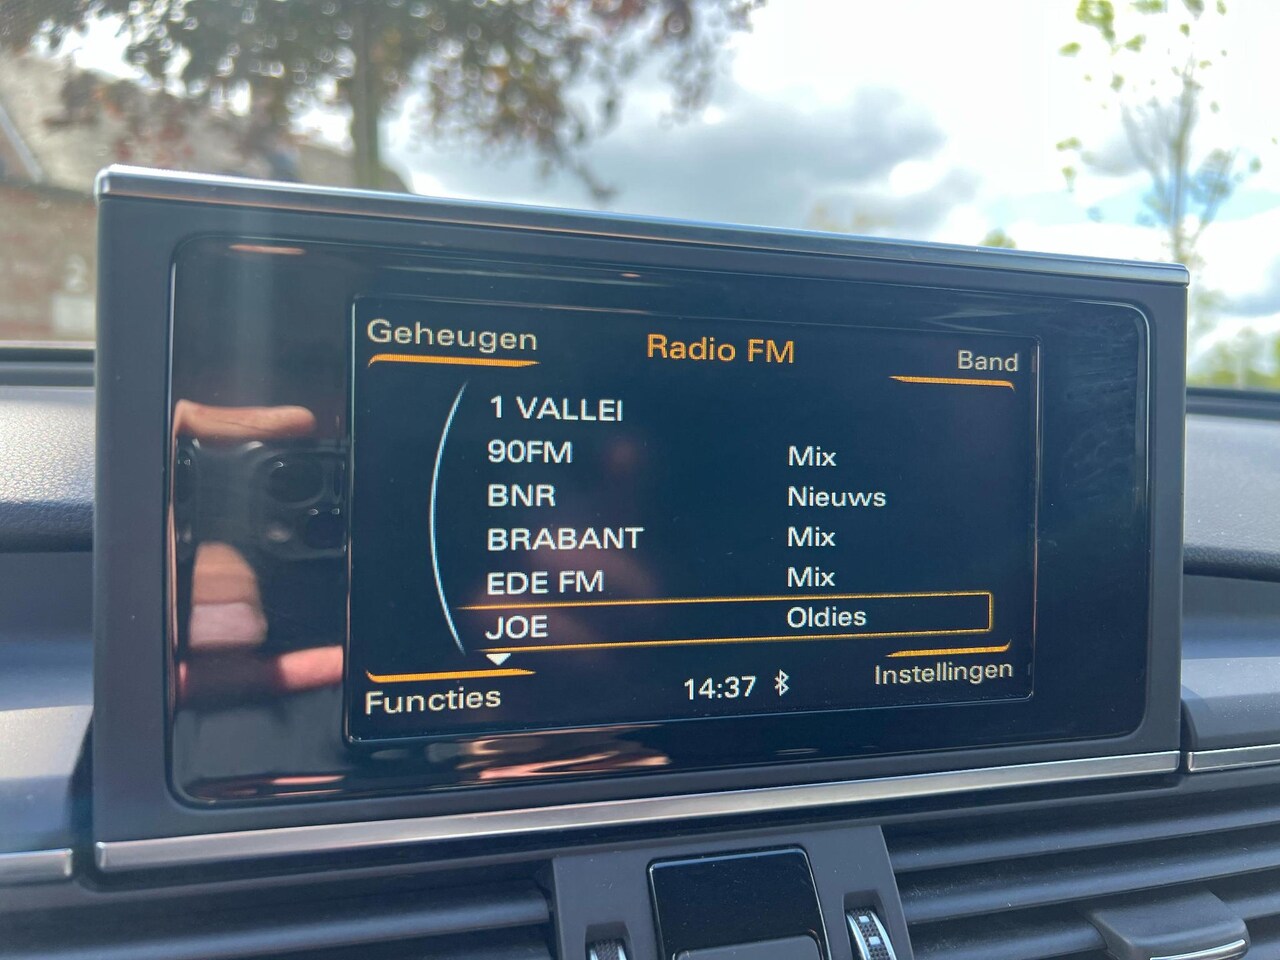 Geheugen
Radio FM
Band
1 VALLEI
90FM Mix
BNR Nieuws
BRABANT Mix
EDE FM Mix
JOE Oldies
Functies
14:37
Instellingen